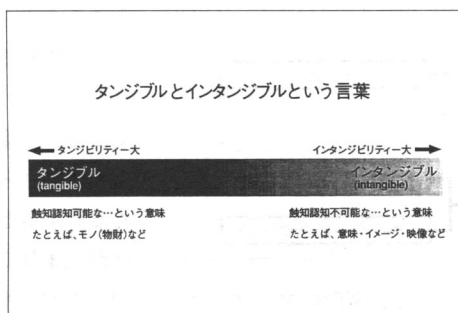 タンジブルとインタンジブルという言葉
タンジビリティー大
インタンジビリティー大
タンジブル
(tangible)
インタンジブル
(intangible)
触知認知可能な…という意味
たとえば、モノ(物財)など
触知認知不可能な…という意味
たとえば、意味・イメージ・映像など